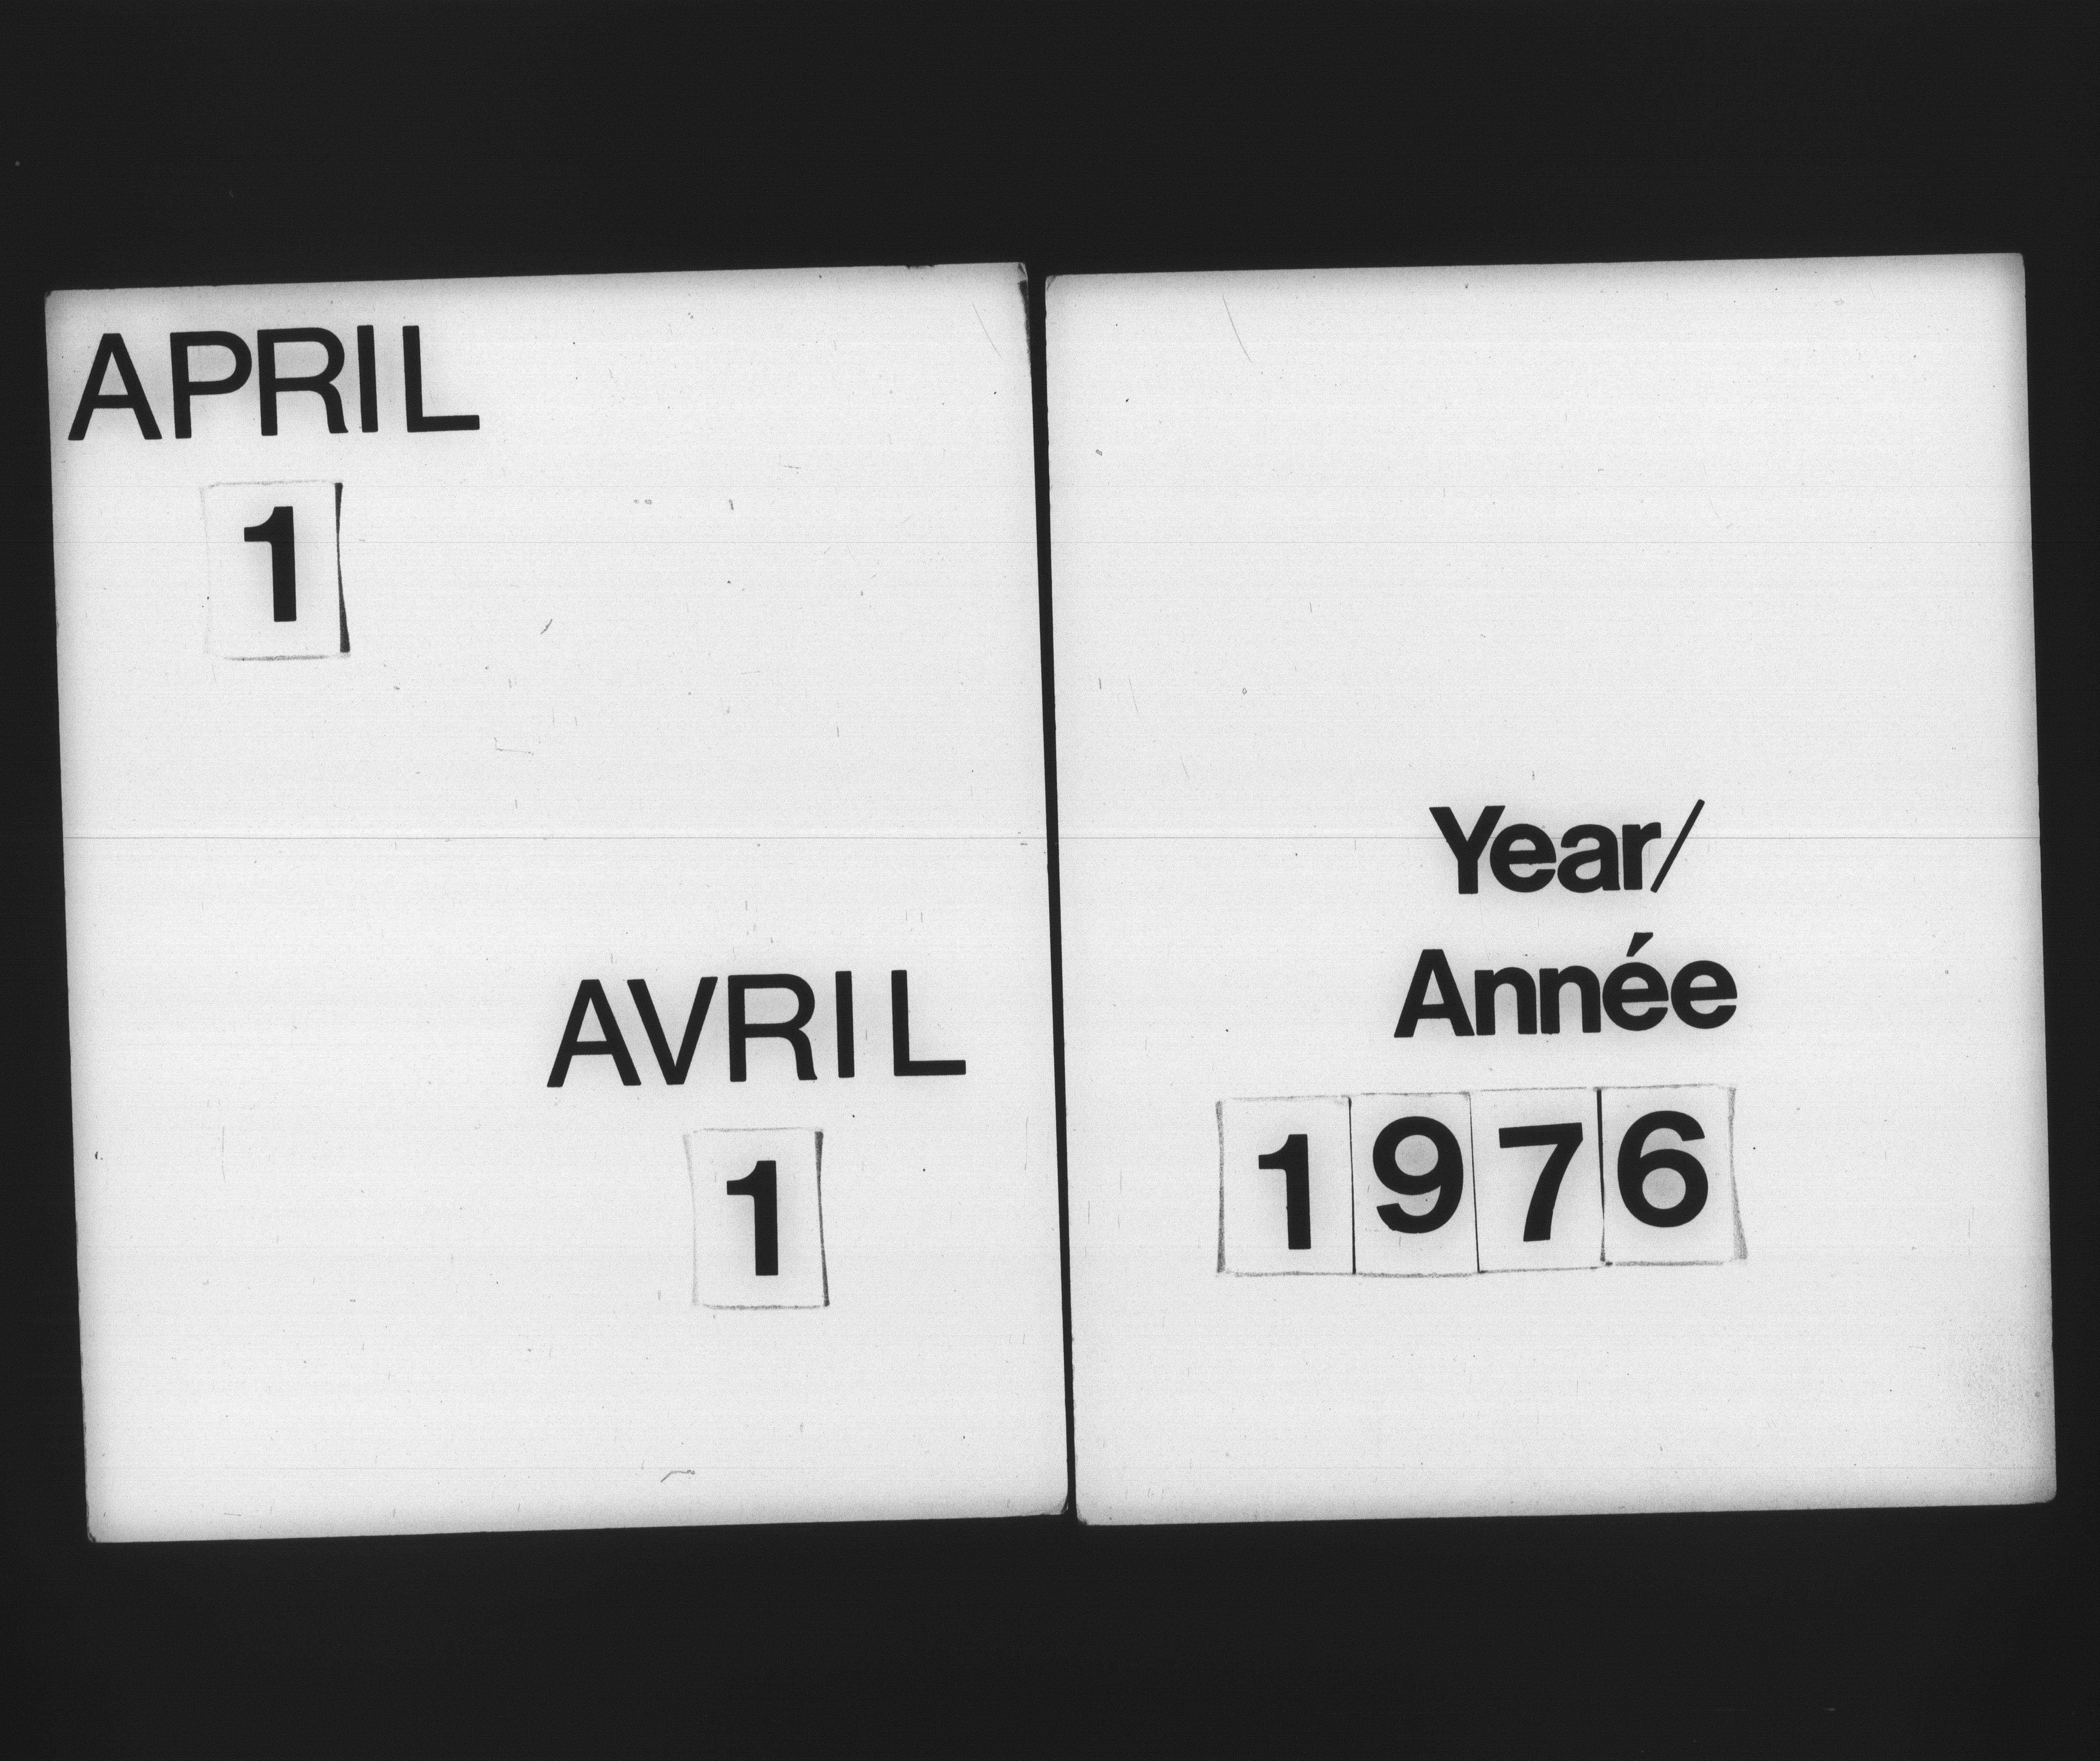 APRIL
1
AVRIL
1
Year/
Année
1976